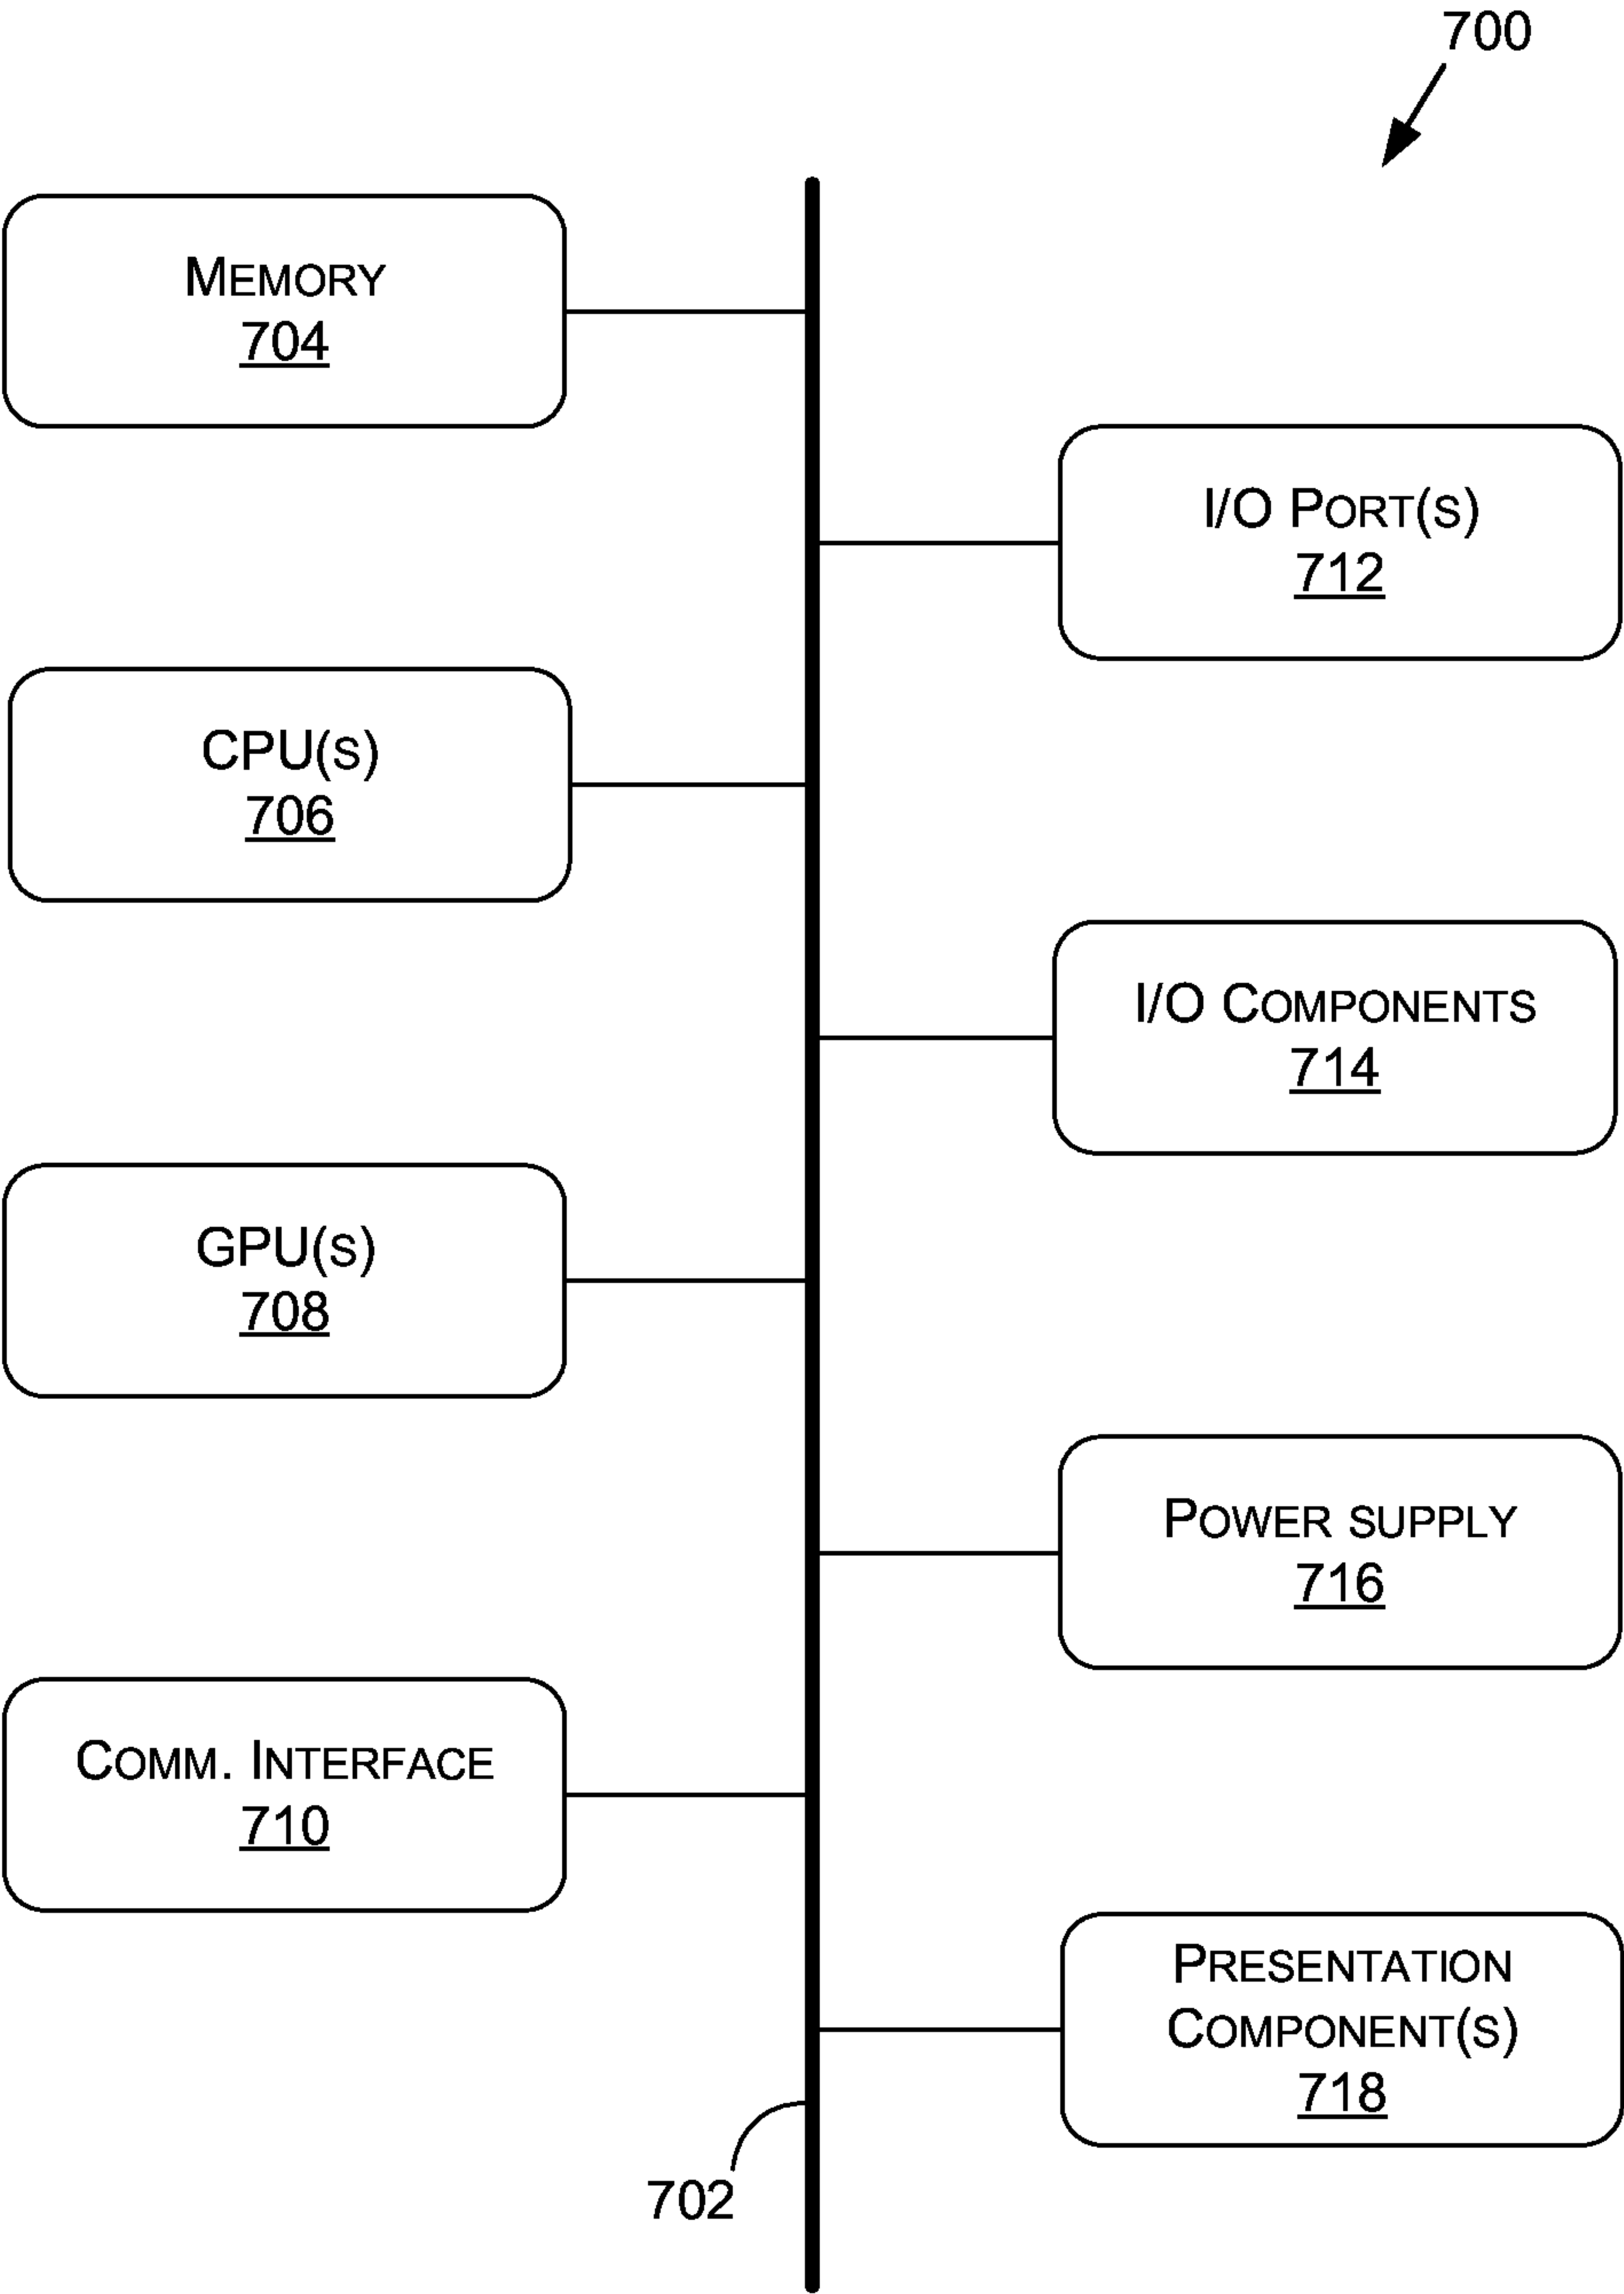 700
MEMORY
704
I/O PORT(S)
712
CPU(S)
706
I/O COMPONENTS
714
GPU(S)
708
POWER SUPPLY
716
COMM. INTERFACE
710
PRESENTATION
COMPONENT(S)
718
702